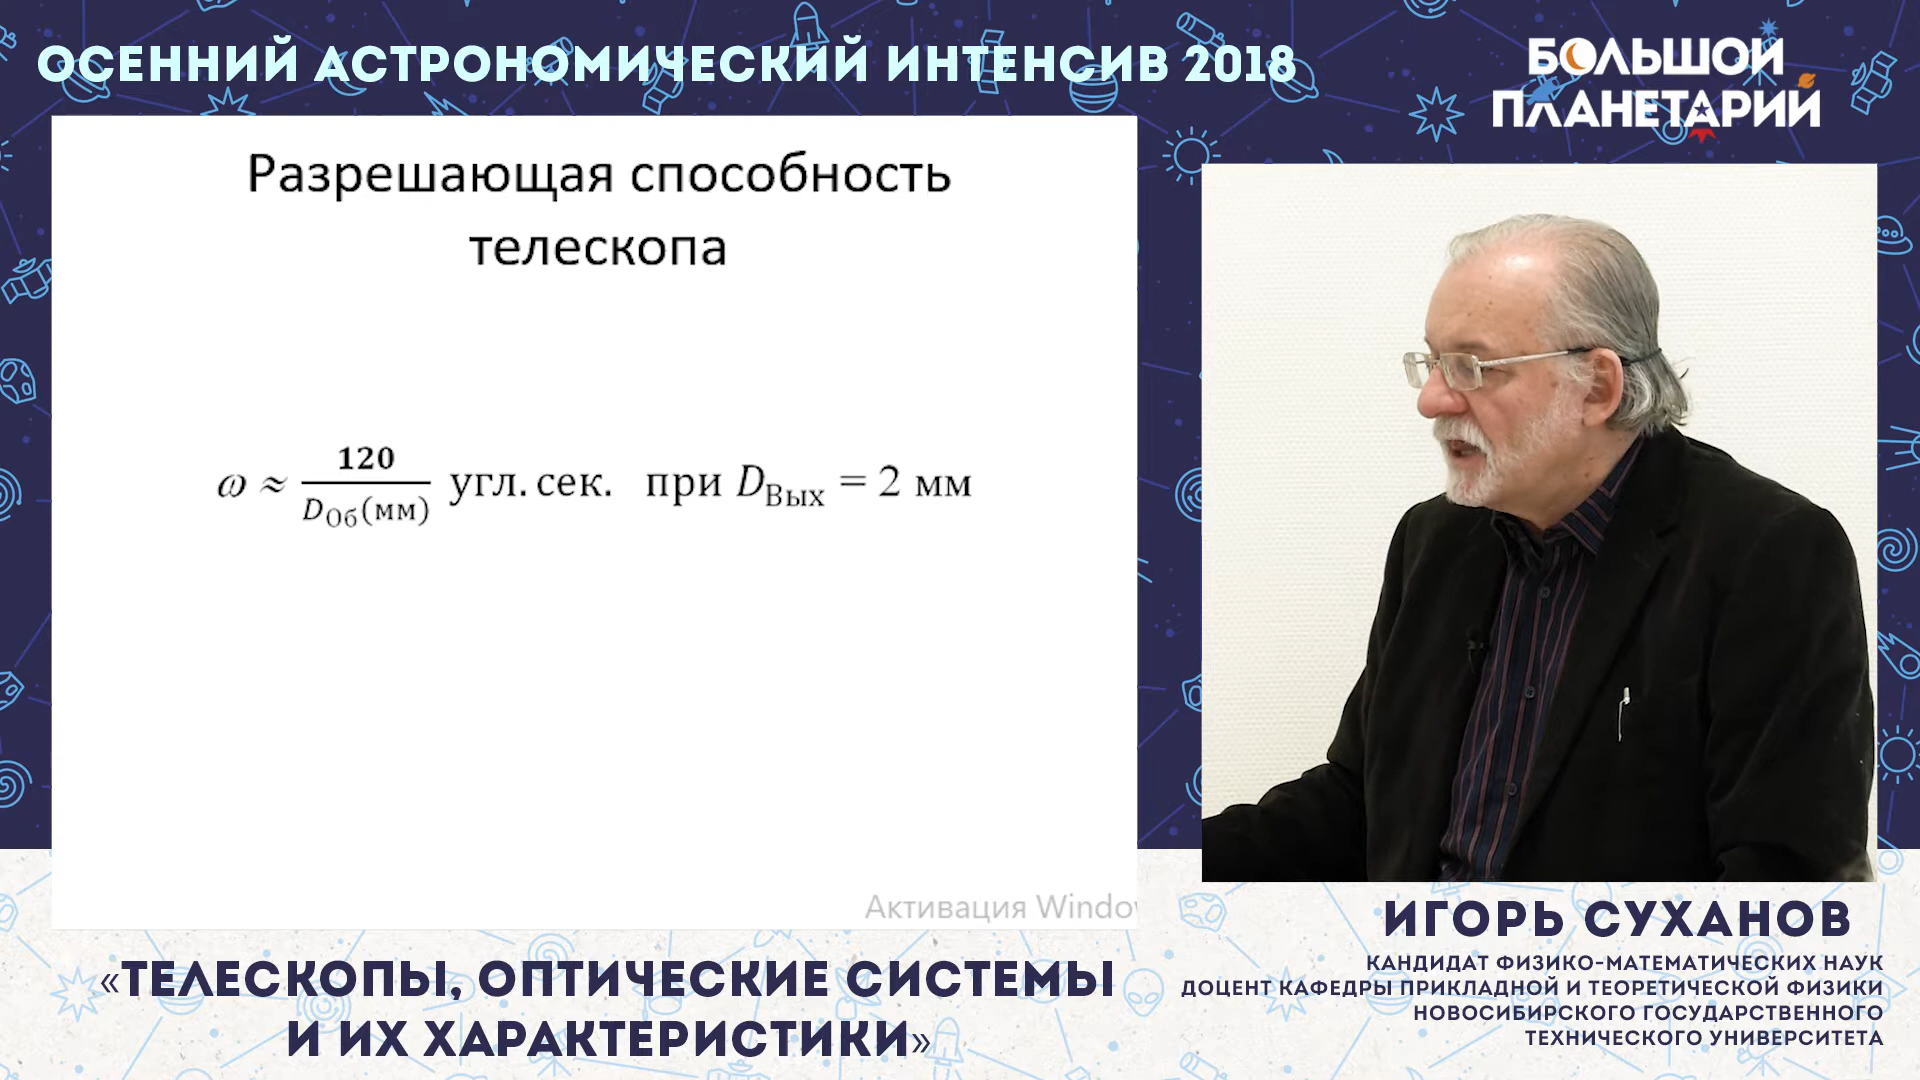 ОСЕННИЙ АСТРОНОМИЧЕСКИЙ ИНТЕНСИВ 2018
БОЛЬШОЙ
ПЛАНЕТАРИЙ
Разрешающая способность
телескопа
ω ≈ 120 / D_Об(мм) угл. сек. при D_Вых = 2 мм
Активация Windo
«ТЕЛЕСКОПЫ, ОПТИЧЕСКИЕ СИСТЕМЫ
И ИХ ХАРАКТЕРИСТИКИ»
ИГОРЬ СУХАНОВ
КАНДИДАТ ФИЗИКО-МАТЕМАТИЧЕСКИХ НАУК
ДОЦЕНТ КАФЕДРЫ ПРИКЛАДНОЙ И ТЕОРЕТИЧЕСКОЙ ФИЗИКИ
НОВОСИБИРСКОГО ГОСУДАРСТВЕННОГО
ТЕХНИЧЕСКОГО УНИВЕРСИТЕТА